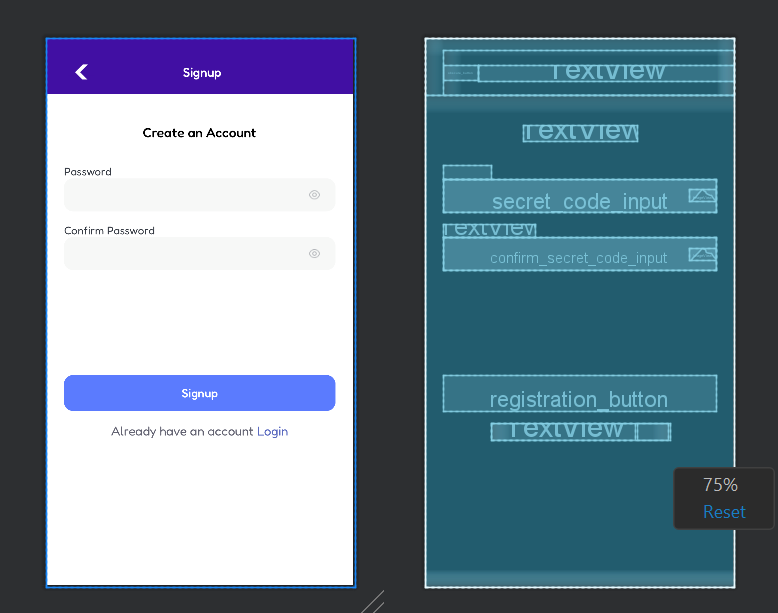 Signup
Create an Account
Password
Confirm Password
Signup
Already have an account Login
TextView
TextView
secret_code_input
TextView
confirm_secret_code_input
registration_button
TextView
75%
Reset